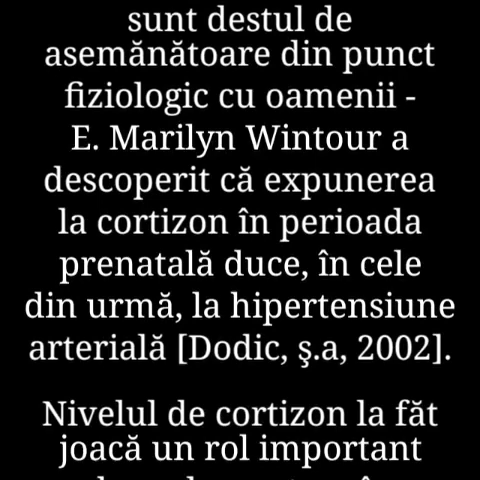 sunt destul de
asemănătoare din punct
fiziologic cu oamenii -
E. Marilyn Wintour a
descoperit că expunerea
la cortizon în perioada
prenatală duce, în cele
din urmă, la hipertensiune
arterială [Dodic, ş.a, 2002].
Nivelul de cortizon la făt
joacă un rol important